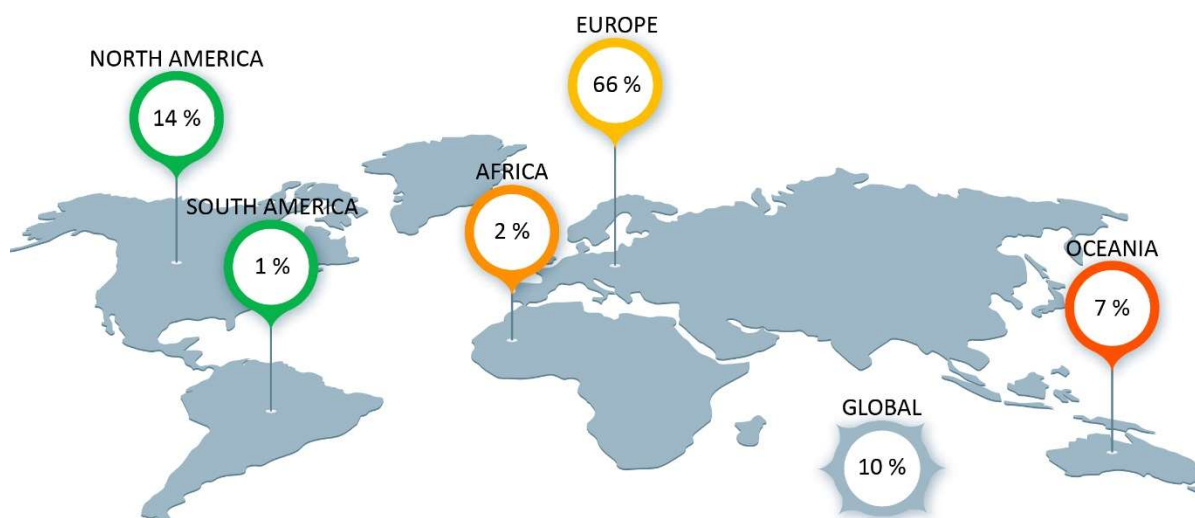 EUROPE
66 %
NORTH AMERICA
14 %
AFRICA
2 %
SOUTH AMERICA
1 %
OCEANIA
7 %
GLOBAL
10 %